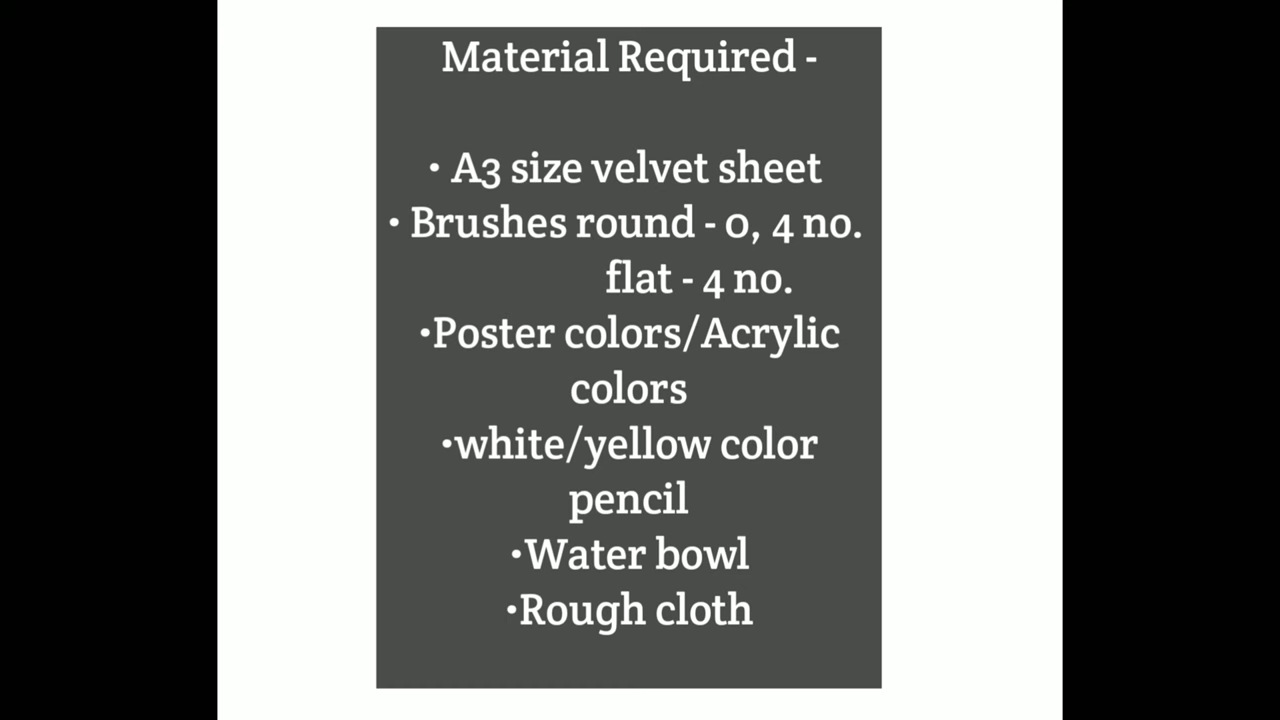 Material Required -
• A3 size velvet sheet
• Brushes round - 0, 4 no.
flat - 4 no.
•Poster colors/Acrylic
colors
•white/yellow color
pencil
•Water bowl
•Rough cloth